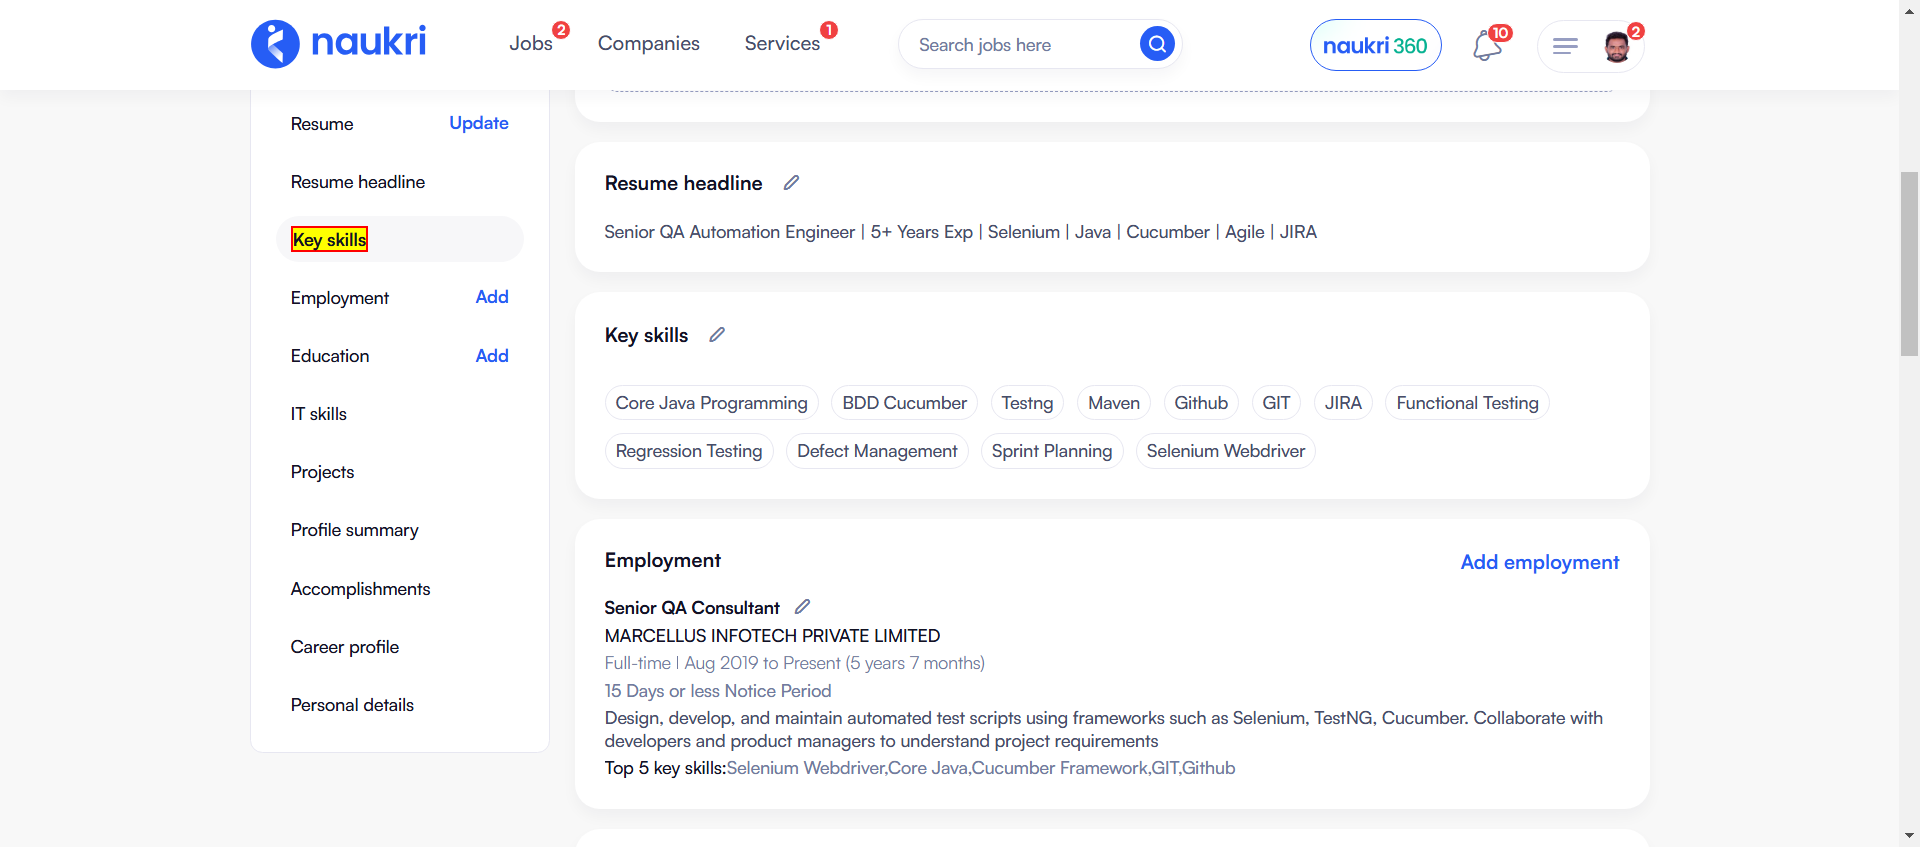 naukri
Jobs 2
Companies
Services 1
Search jobs here
naukri 360
10
2
Resume Update
Resume headline
Key skills
Employment Add
Education Add
IT skills
Projects
Profile summary
Accomplishments
Career profile
Personal details
Resume headline
Senior QA Automation Engineer | 5+ Years Exp | Selenium | Java | Cucumber | Agile | JIRA
Key skills
Core Java Programming BDD Cucumber Testng Maven Github GIT JIRA Functional Testing
Regression Testing Defect Management Sprint Planning Selenium Webdriver
Employment Add employment
Senior QA Consultant
MARCELLUS INFOTECH PRIVATE LIMITED
Full-time | Aug 2019 to Present (5 years 7 months)
15 Days or less Notice Period
Design, develop, and maintain automated test scripts using frameworks such as Selenium, TestNG, Cucumber. Collaborate with
developers and product managers to understand project requirements
Top 5 key skills:Selenium Webdriver,Core Java,Cucumber Framework,GIT,Github